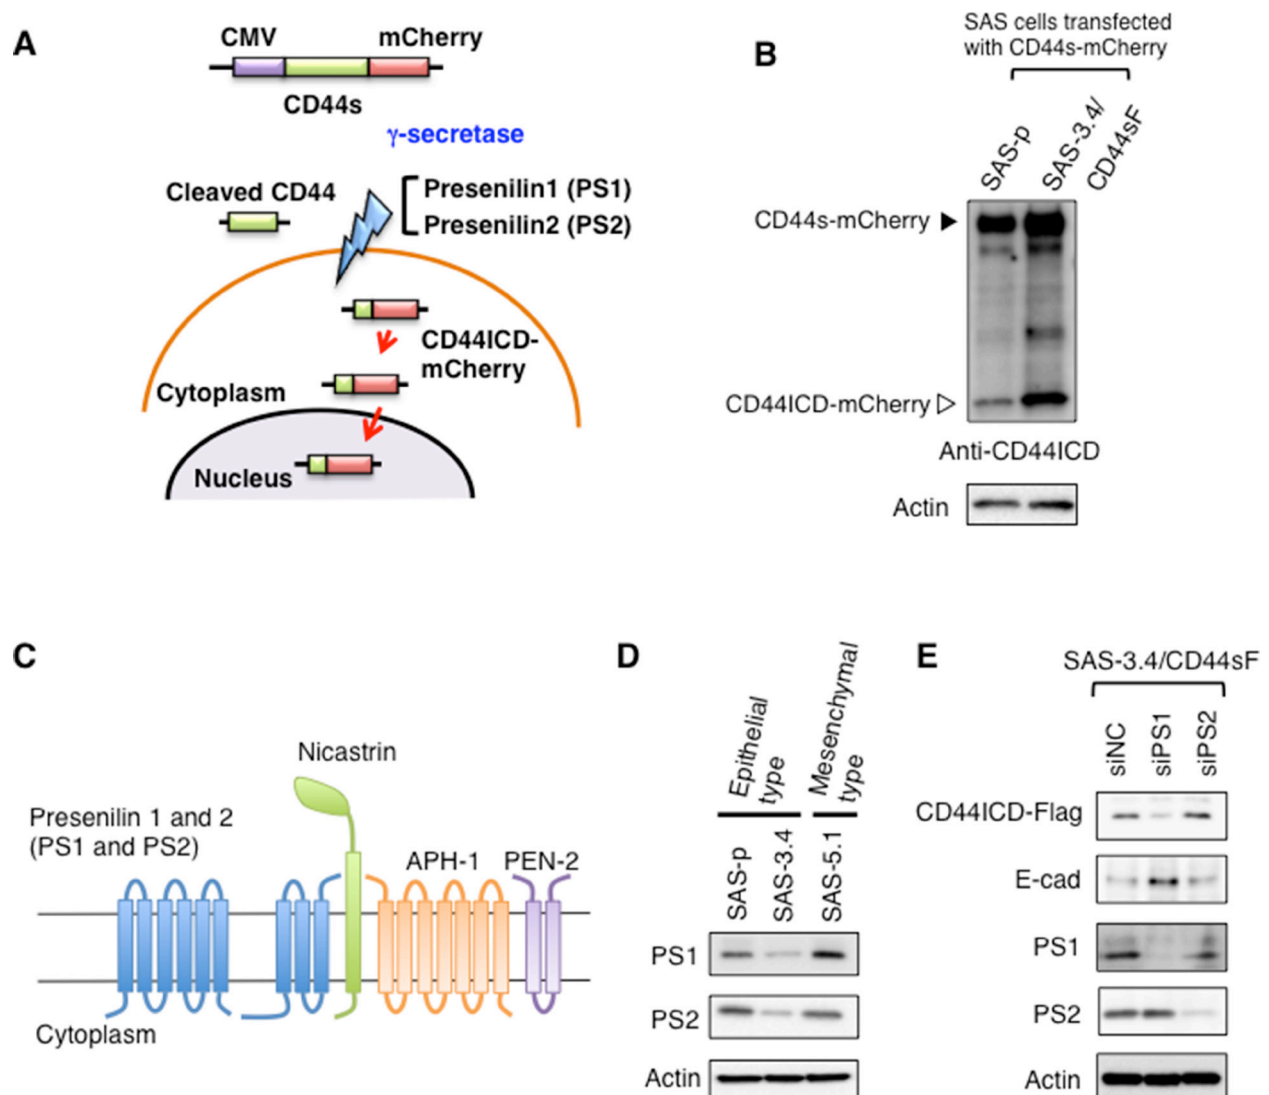 A
CMV
mCherry
CD44s
γ-secretase
Cleaved CD44
Presenilin1 (PS1)
Presenilin2 (PS2)
CD44ICD-
mCherry
Cytoplasm
Nucleus
B
SAS cells transfected
with CD44s-mCherry
SAS-p
SAS-3.4/
CD44sF
CD44s-mCherry
CD44ICD-mCherry
Anti-CD44ICD
Actin
C
Nicastrin
Presenilin 1 and 2
(PS1 and PS2)
APH-1
PEN-2
Cytoplasm
D
Epithelial
type
Mesenchymal
type
SAS-p
SAS-3.4
SAS-5.1
PS1
PS2
Actin
E
SAS-3.4/CD44sF
siNC
siPS1
siPS2
CD44ICD-Flag
E-cad
PS1
PS2
Actin